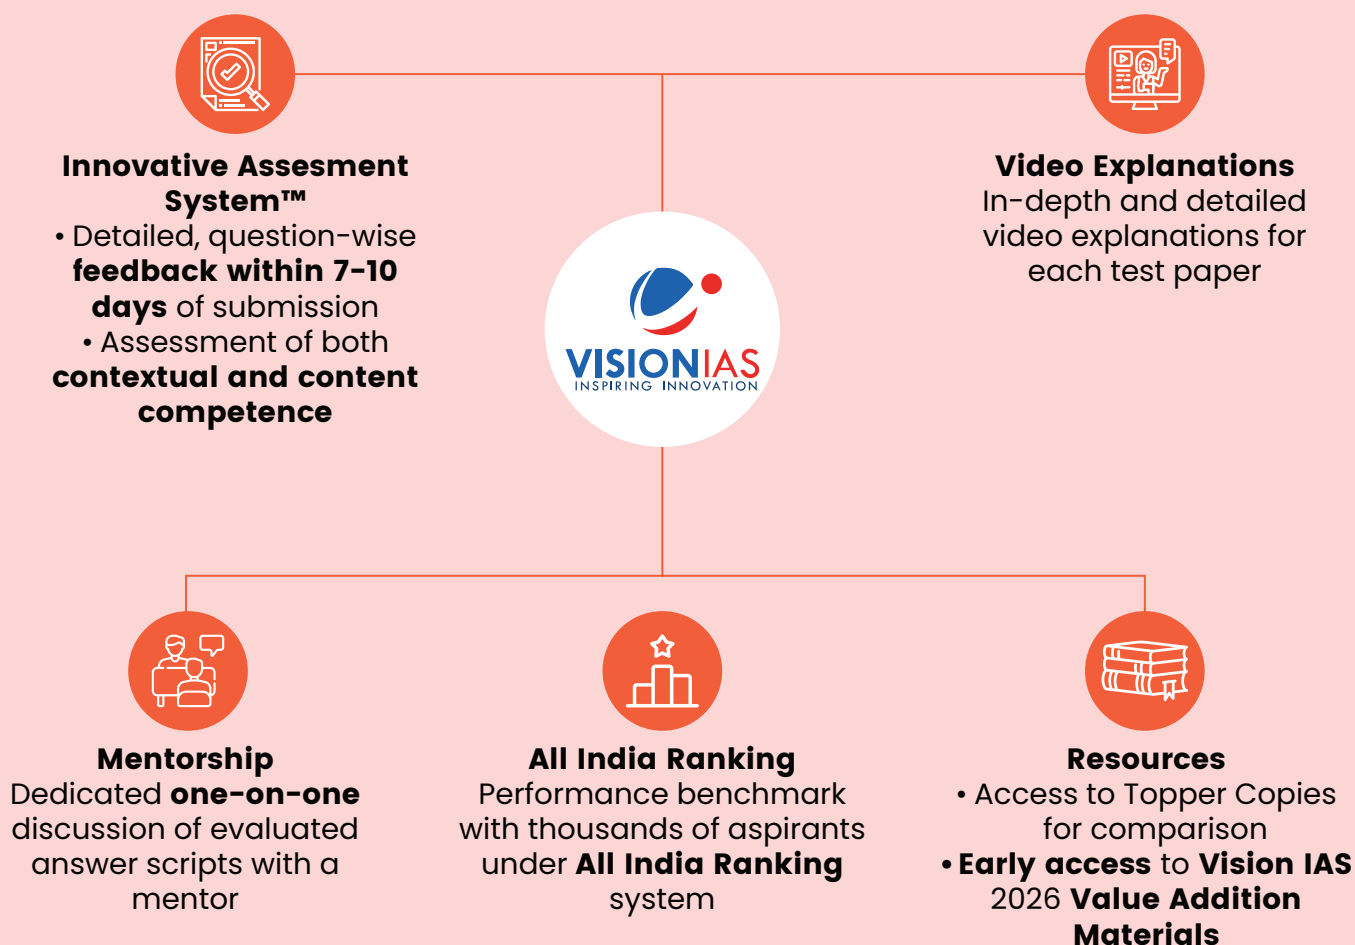 Innovative Assesment
System™
• Detailed, question-wise
feedback within 7-10
days of submission
• Assessment of both
contextual and content
competence
Video Explanations
In-depth and detailed
video explanations for
each test paper
VISIONIAS
INSPIRING INNOVATION
Mentorship
Dedicated one-on-one
discussion of evaluated
answer scripts with a
mentor
All India Ranking
Performance benchmark
with thousands of aspirants
under All India Ranking
system
Resources
• Access to Topper Copies
for comparison
• Early access to Vision IAS
2026 Value Addition
Materials